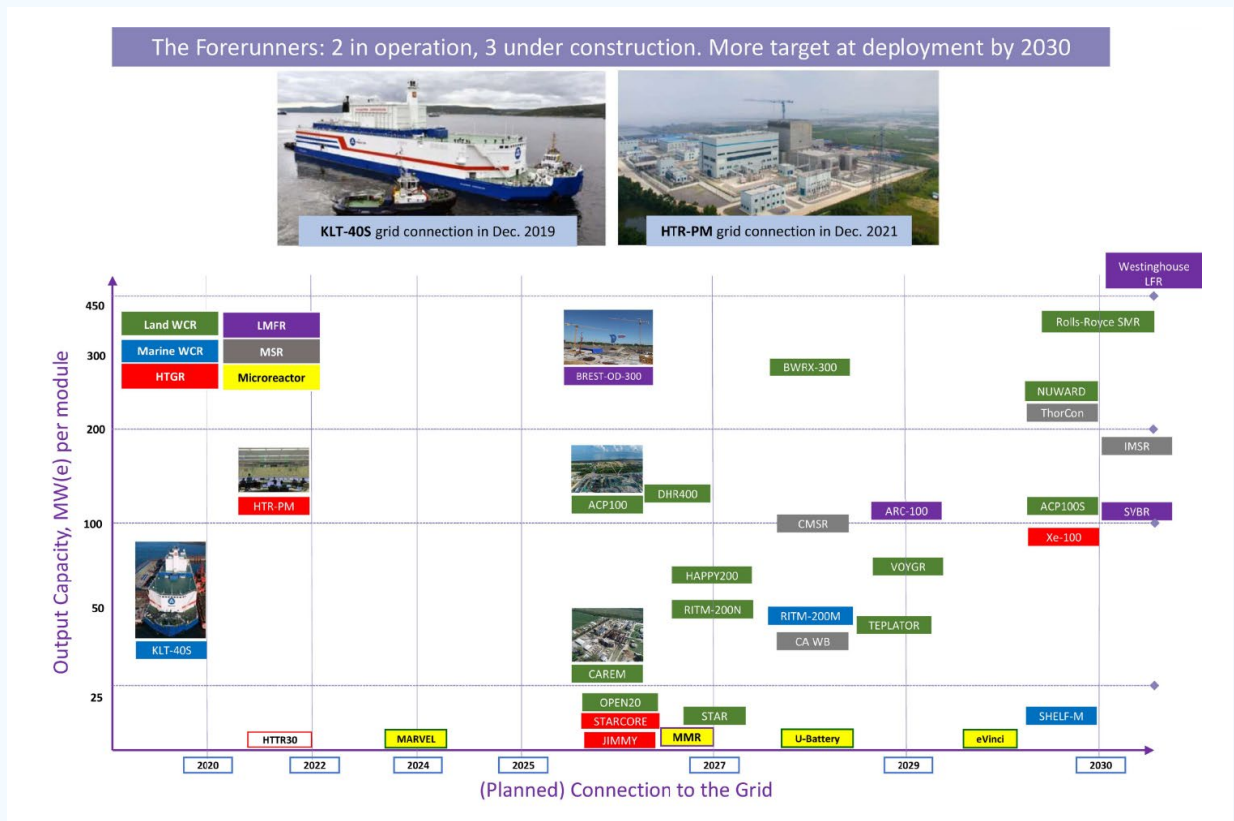 The Forerunners: 2 in operation, 3 under construction. More target at deployment by 2030
KLT-40S grid connection in Dec. 2019
HTR-PM grid connection in Dec. 2021
Westinghouse
LFR
450
Land WCR
LMFR
Rolls-Royce SMR
Marine WCR
MSR
300
HTGR
Microreactor
BREST-OD-300
BWRX-300
NUWARD
ThorCon
200
IMSR
HTR-PM
ACP100
DHR400
ARC-100
ACP100S
SYBR
100
CMSR
Xe-100
HAPPY200
VOYGR
50
RITM-200N
RITM-200M
TEPLATOR
KLT-40S
CA WB
CAREM
25
OPEN20
STARCORE
STAR
SHELF-M
HTTR30
MARVEL
JIMMY
MMR
U-Battery
eVinci
2020
2022
2024
2025
2027
2029
2030
Output Capacity, MW(e) per module
(Planned) Connection to the Grid